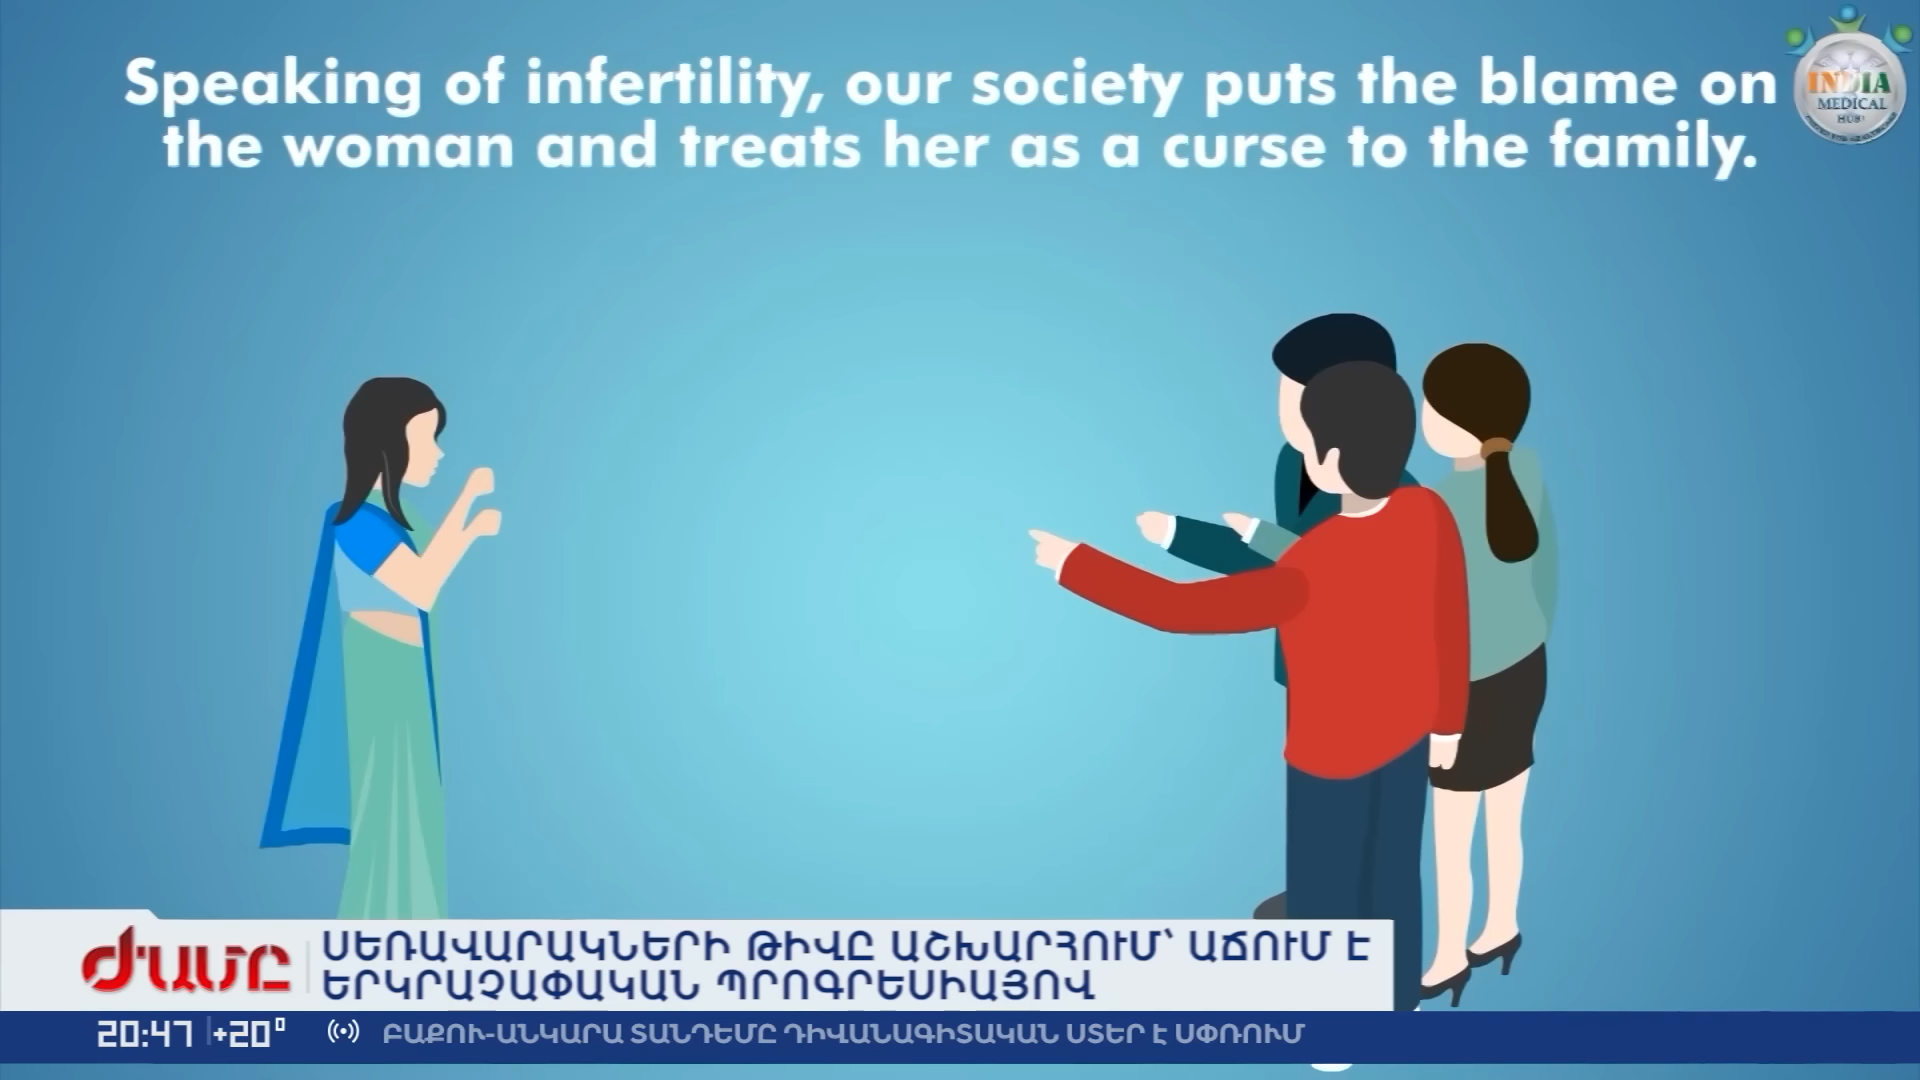 Speaking of infertility, our society puts the blame on
the woman and treats her as a curse to the family.
INDIA
MEDICAL
HUB
ԺԱՄԸ
ՍԵՌԱՎԱՐԱԿՆԵՐԻ ԹԻՎԸ ԱՇԽԱՐՀՈՒՄ՝ ԱՃՈՒՄ Է
ԵՐԿՐԱՉԱՓԱԿԱՆ ՊՐՈԳՐԵՍԻԱՅՈՎ
20:47 +20°
ԲԱՔՈՒ-ԱՆԿԱՐԱ ՏԱՆԴԵՄԸ ԴԻՎԱՆԱԳԻՏԱԿԱՆ ՍՏԵՐ Է ՍՓՌՈՒՄ